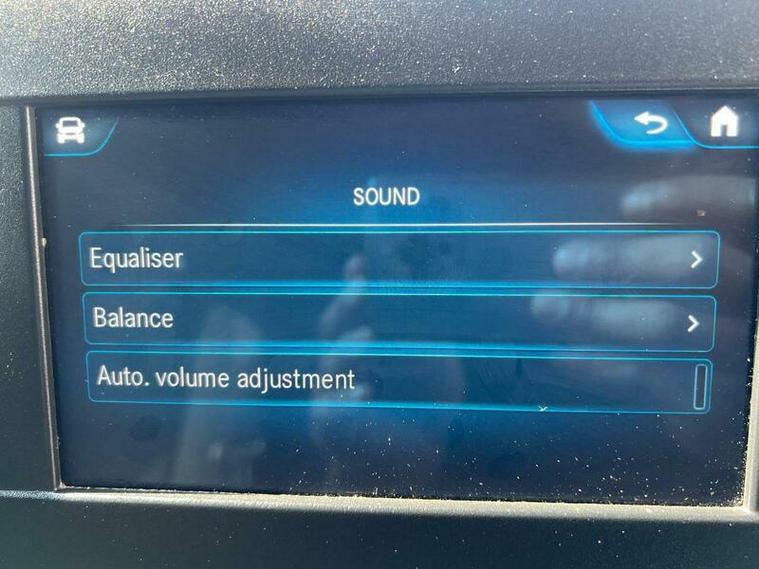 SOUND
Equaliser
Balance
Auto. volume adjustment